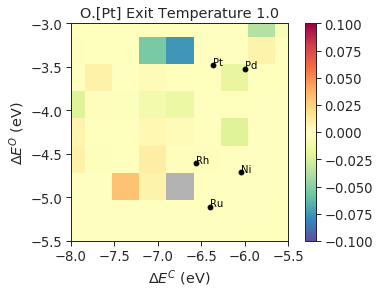 O.[Pt] Exit Temperature 1.0
−3.0
−3.5
−4.0
−4.5
−5.0
−5.5
ΔE^O (eV)
−8.0 −7.5 −7.0 −6.5 −6.0 −5.5
ΔE^C (eV)
Pt
Pd
Rh
Ni
Ru
0.100
0.075
0.050
0.025
0.000
−0.025
−0.050
−0.075
−0.100